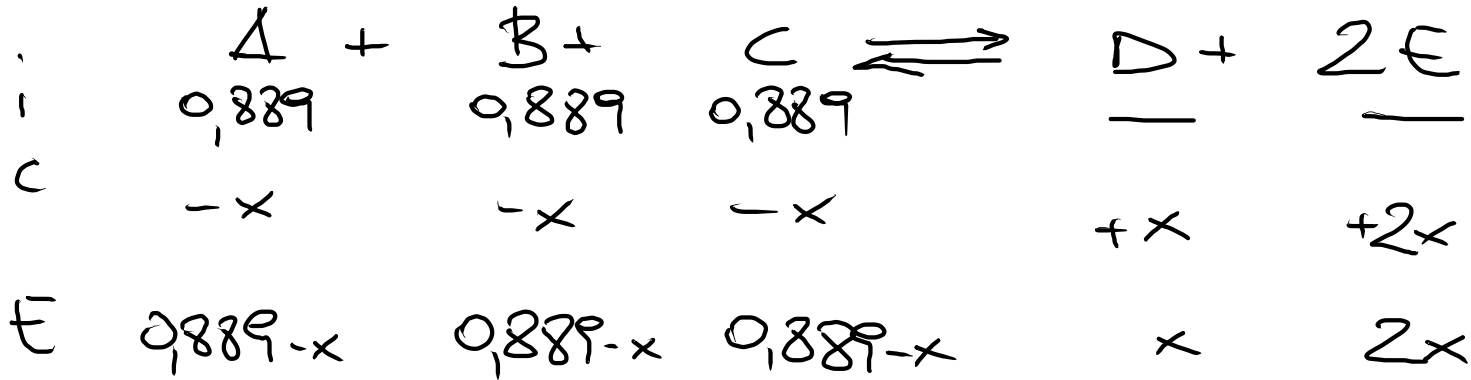 A + B + C ⇌ D + 2E
i 0,889 0,889 0,889 — —
C -x -x -x +x +2x
E 0,889-x 0,889-x 0,889-x x 2x